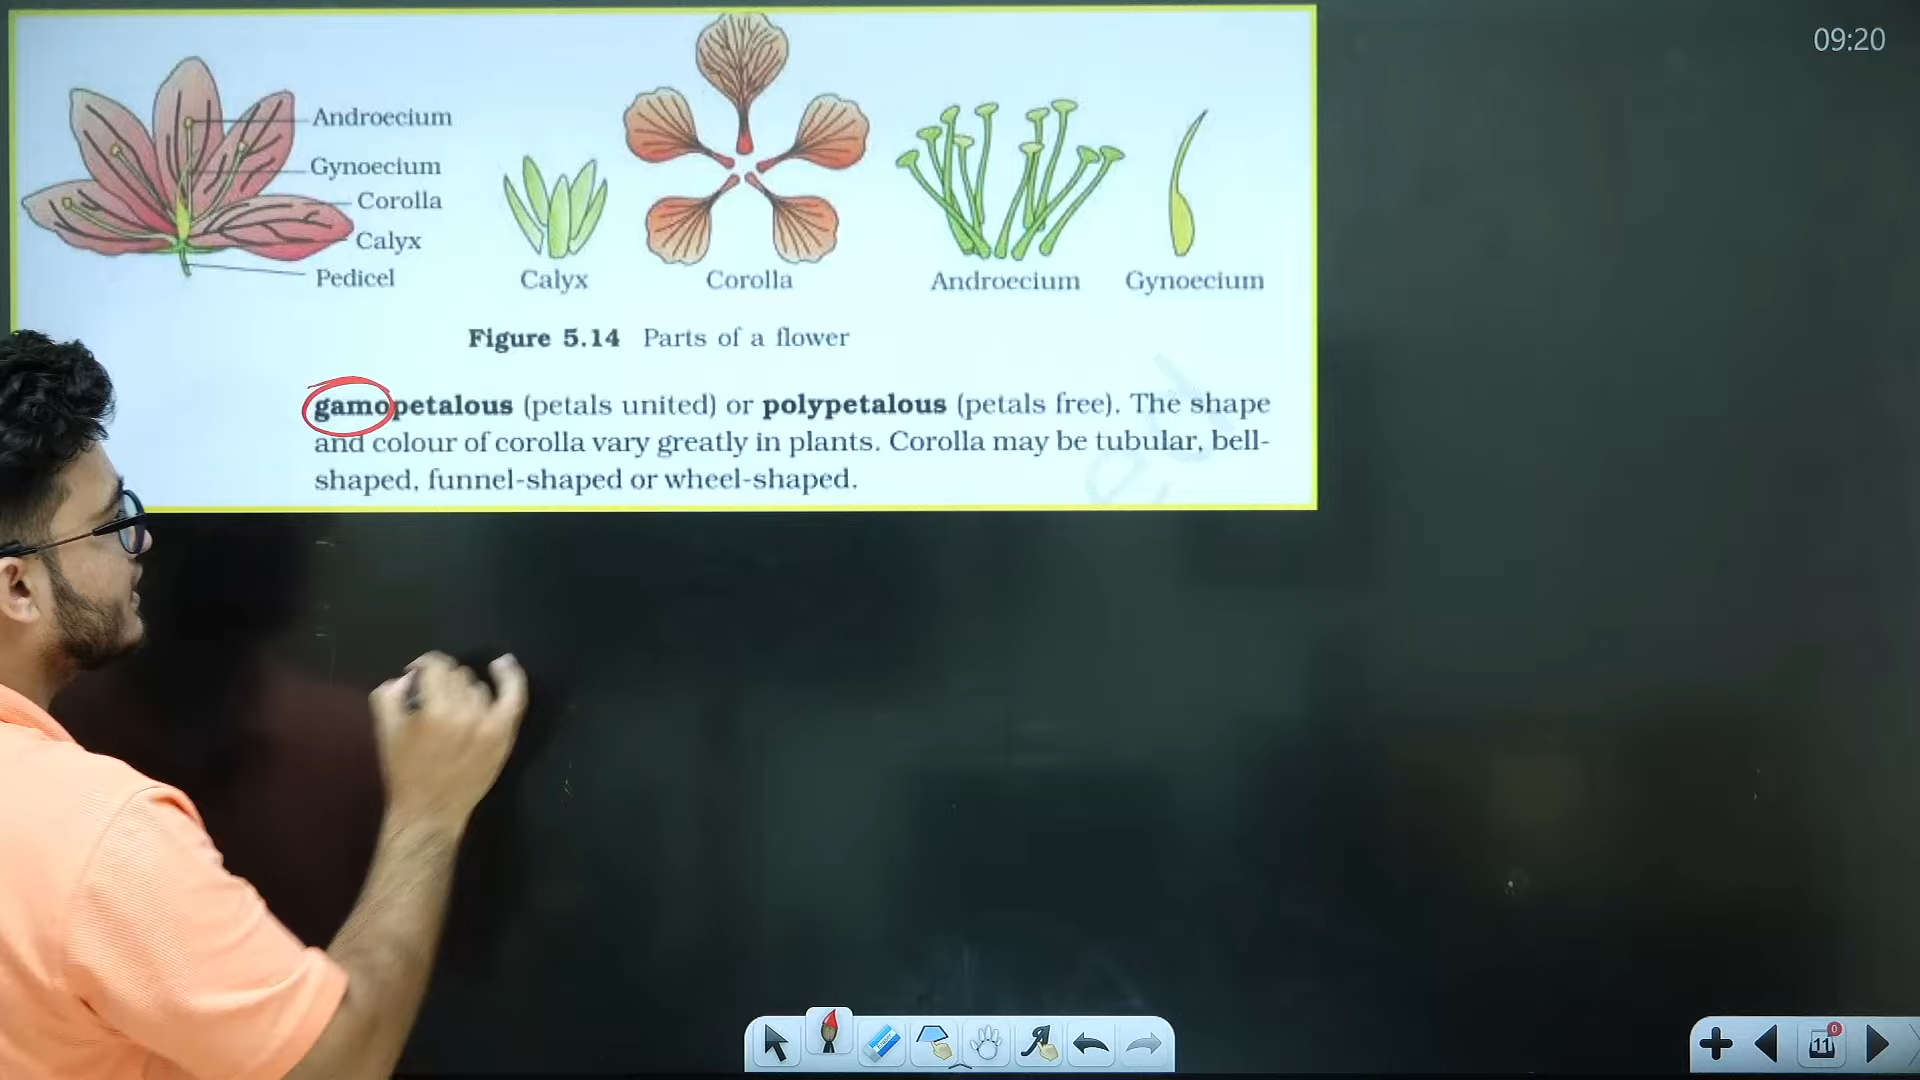 09:20
Androecium
Gynoecium
Corolla
Calyx
Pedicel
Calyx
Corolla
Androecium
Gynoecium
Figure 5.14 Parts of a flower
gamopetalous (petals united) or polypetalous (petals free). The shape
and colour of corolla vary greatly in plants. Corolla may be tubular, bell-
shaped, funnel-shaped or wheel-shaped.
ed
Eraser
11
0